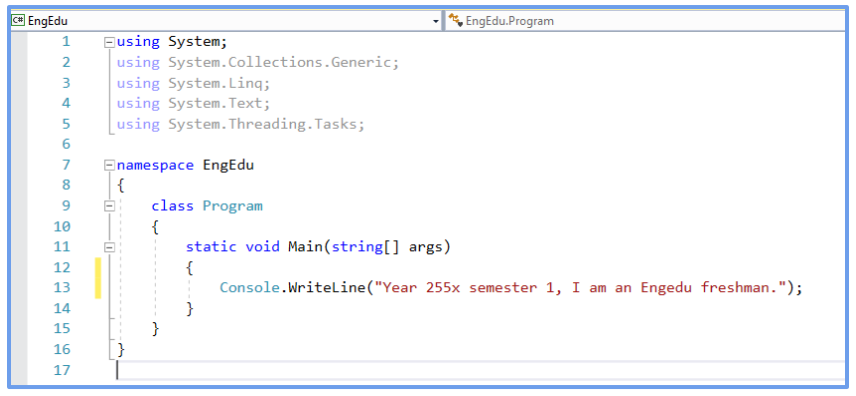 C# EngEdu EngEdu.Program
1 using System;
2 using System.Collections.Generic;
3 using System.Linq;
4 using System.Text;
5 using System.Threading.Tasks;
6
7 namespace EngEdu
8 {
9 class Program
10 {
11 static void Main(string[] args)
12 {
13 Console.WriteLine("Year 255x semester 1, I am an Engedu freshman.");
14 }
15 }
16 }
17